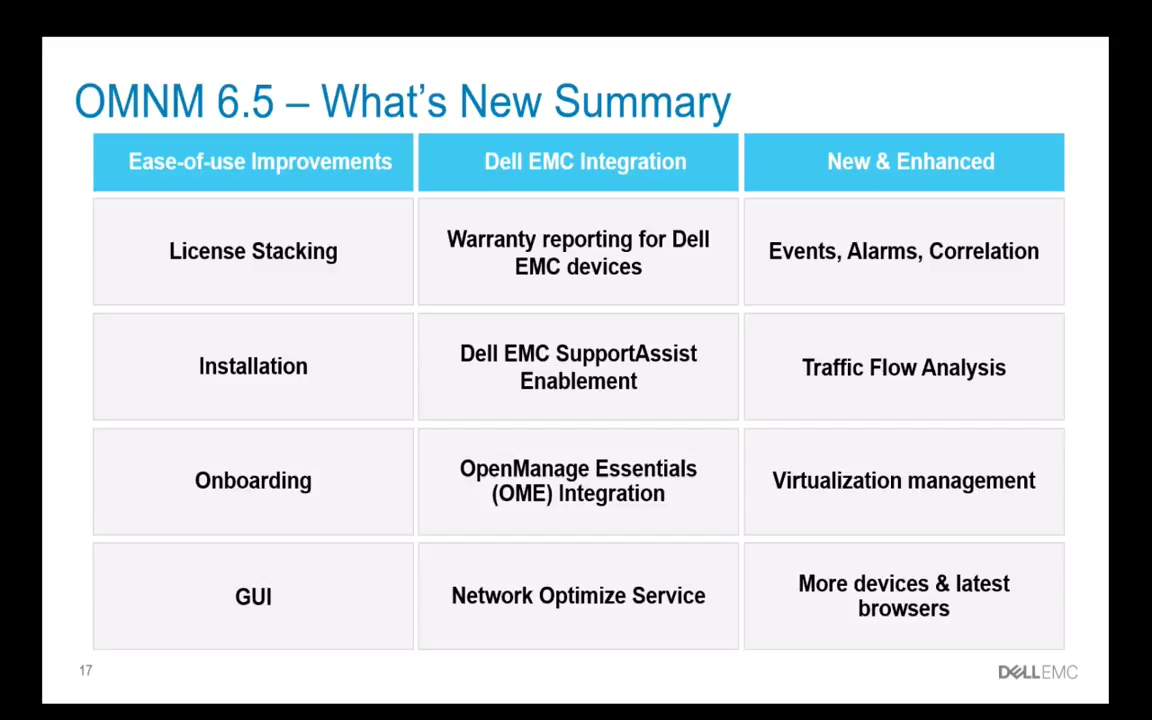 OMNM 6.5 – What's New Summary
Ease-of-use Improvements
Dell EMC Integration
New & Enhanced
License Stacking
Warranty reporting for Dell
EMC devices
Events, Alarms, Correlation
Installation
Dell EMC SupportAssist
Enablement
Traffic Flow Analysis
Onboarding
OpenManage Essentials
(OME) Integration
Virtualization management
GUI
Network Optimize Service
More devices & latest
browsers
17
DELLEMC